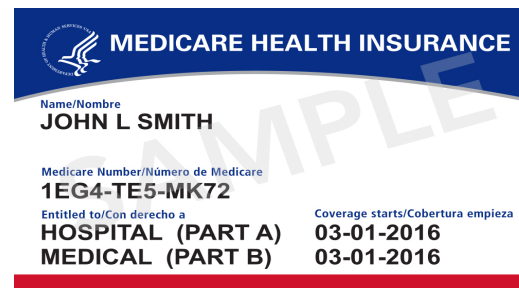 MEDICARE HEALTH INSURANCE
Name/Nombre
JOHN L SMITH
Medicare Number/Número de Medicare
1EG4-TE5-MK72
Entitled to/Con derecho a Coverage starts/Cobertura empieza
HOSPITAL (PART A) 03-01-2016
MEDICAL (PART B) 03-01-2016
SAMPLE